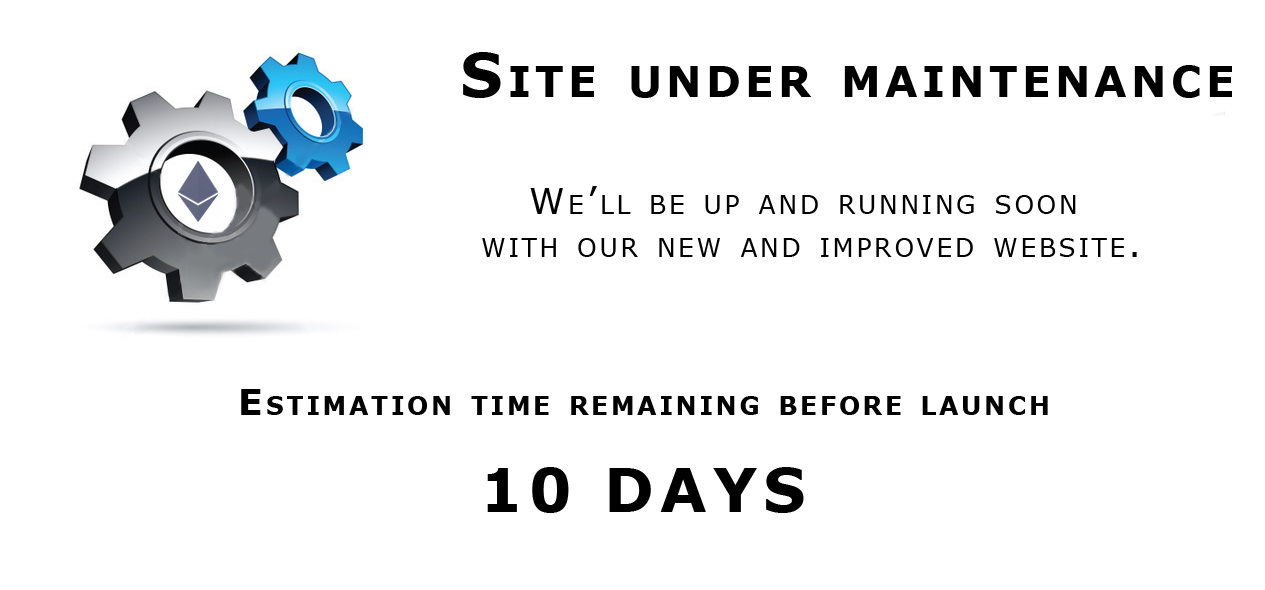 Site under maintenance
We’ll be up and running soon
with our new and improved website.
Estimation time remaining before launch
10 DAYS